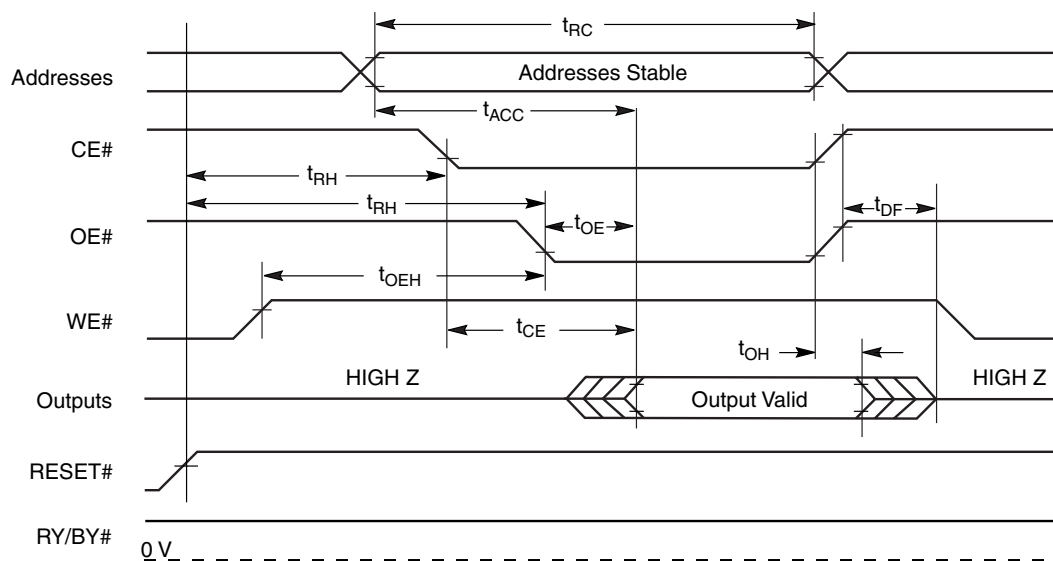 tRC
Addresses
Addresses Stable
tACC
CE#
tRH
tRH
tOE
tDF
OE#
tOEH
WE#
tCE
tOH
HIGH Z
HIGH Z
Outputs
Output Valid
RESET#
RY/BY#
0 V